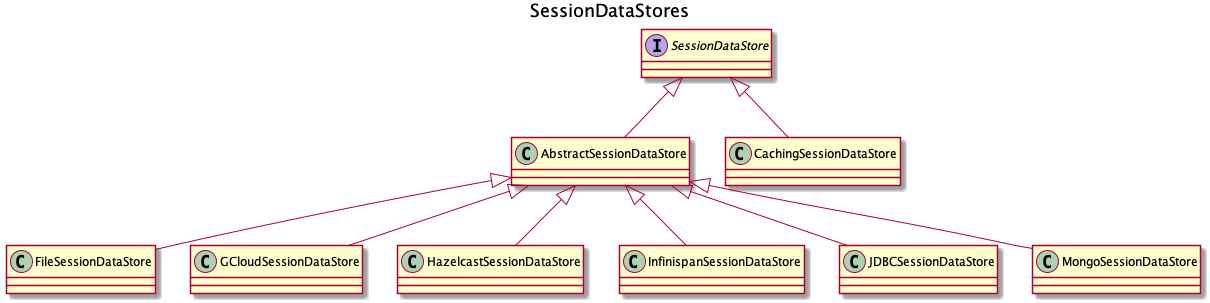 SessionDataStores
I SessionDataStore
C AbstractSessionDataStore
C CachingSessionDataStore
C FileSessionDataStore
C GCloudSessionDataStore
C HazelcastSessionDataStore
C InfinispanSessionDataStore
C JDBCSessionDataStore
C MongoSessionDataStore